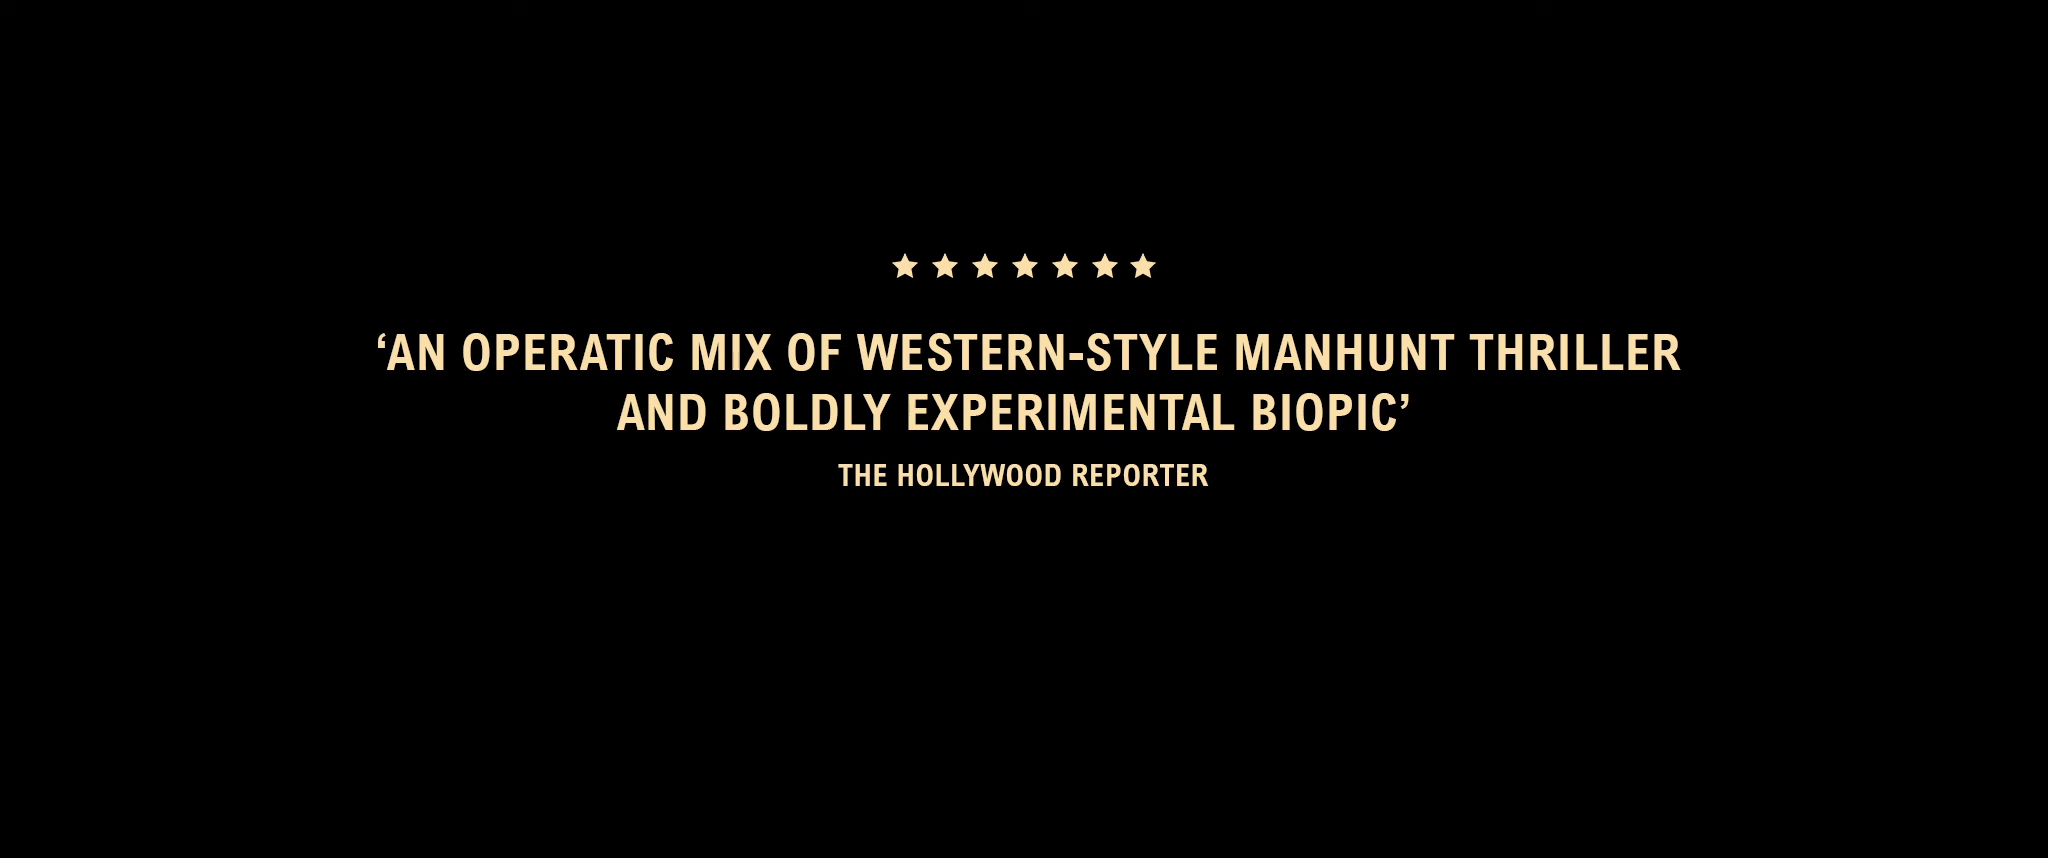 ★ ★ ★ ★ ★ ★ ★
‘AN OPERATIC MIX OF WESTERN-STYLE MANHUNT THRILLER
AND BOLDLY EXPERIMENTAL BIOPIC’
THE HOLLYWOOD REPORTER